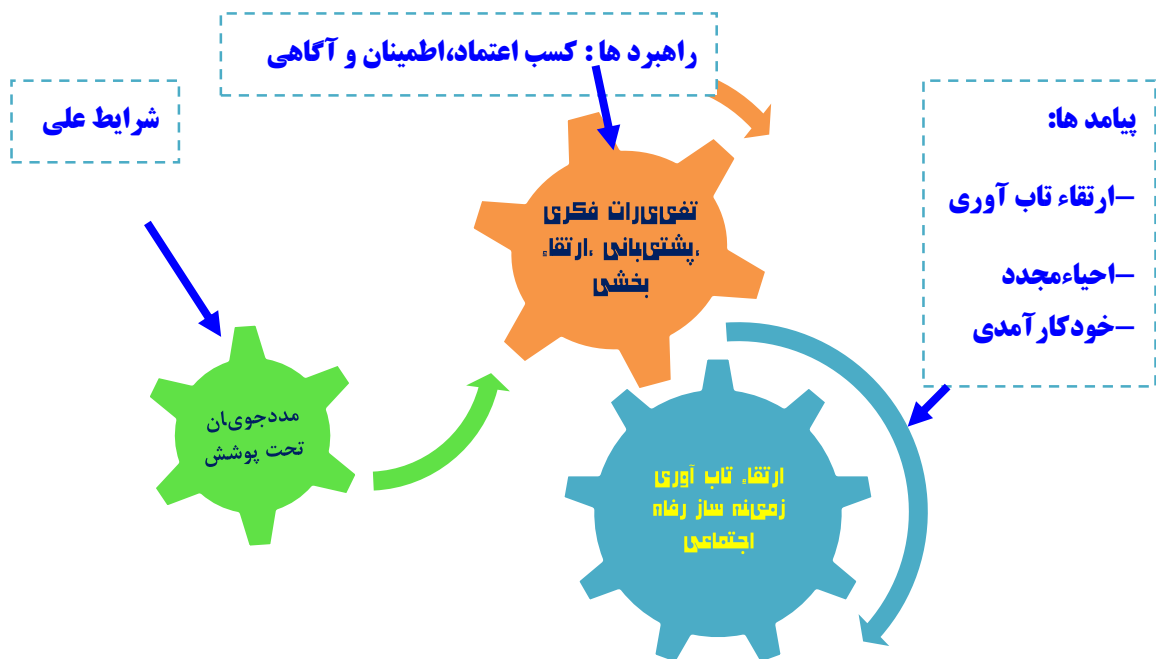 راهبرد ها : کسب اعتماد،اطمینان و آگاهی
شرایط علی
پیامد ها:
–ارتقاء تاب آوری
–احیاءمجدد
–خودکارآمدی
تغییرات فکری
،پشتیبانی ،ارتقاء
بخشی
مددجویان
تحت پوشش
ارتقاء تاب آوری
زمینه ساز رفاه
اجتماعی